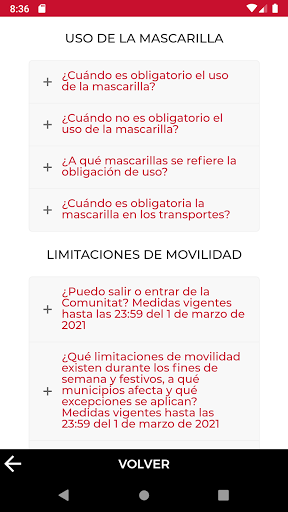 8:36
USO DE LA MASCARILLA
+ ¿Cuándo es obligatorio el uso
de la mascarilla?
+ ¿Cuándo no es obligatorio el
uso de la mascarilla?
+ ¿A qué mascarillas se refiere la
obligación de uso?
+ ¿Cuándo es obligatoria la
mascarilla en los transportes?
LIMITACIONES DE MOVILIDAD
+ ¿Puedo salir o entrar de la
Comunitat? Medidas vigentes
hasta las 23:59 del 1 de marzo de
2021
+ ¿Qué limitaciones de movilidad
existen durante los fines de
semana y festivos, a qué
municipios afecta y qué
excepciones se aplican?
Medidas vigentes hasta las
23:59 del 1 de marzo de 2021
VOLVER